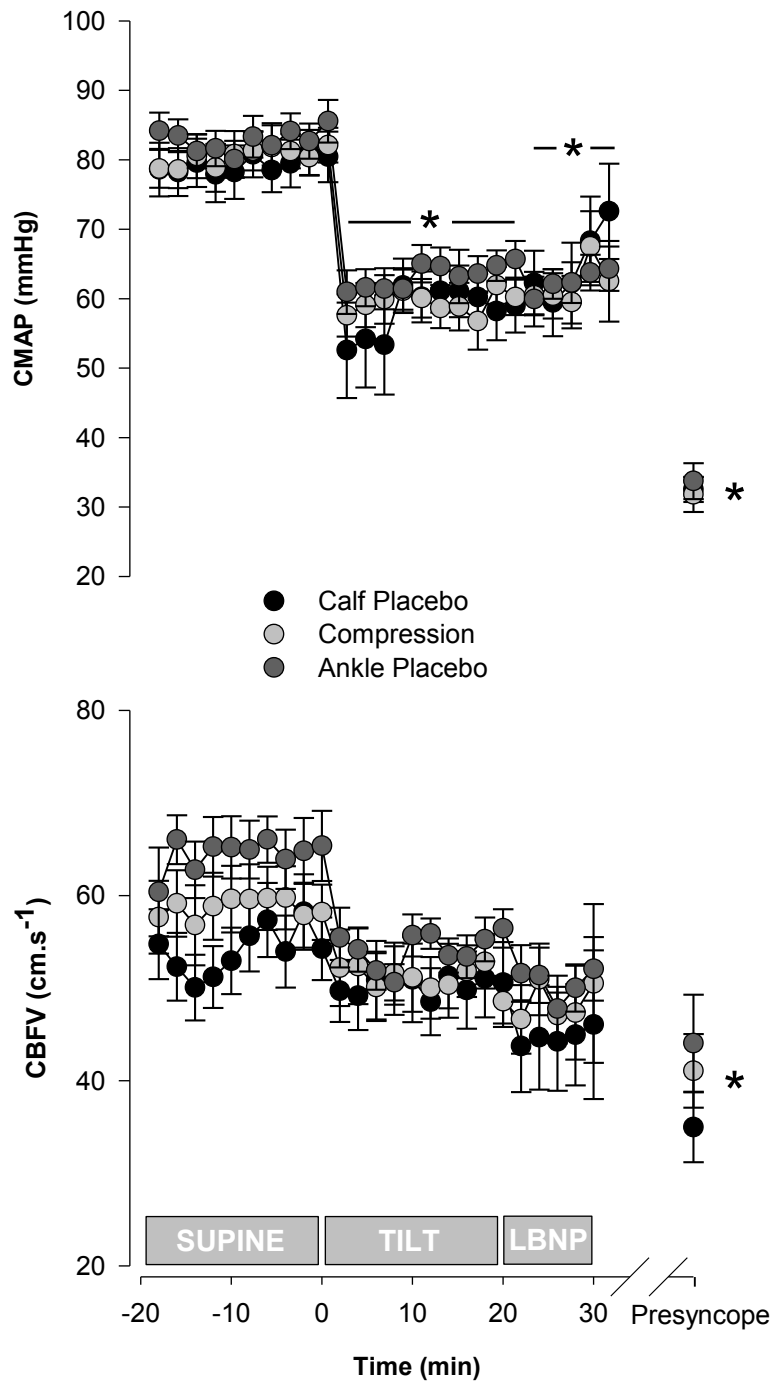 100
90
80
70
60
50
40
30
20
CMAP (mmHg)
*
*
*
Calf Placebo
Compression
Ankle Placebo
80
60
40
20
CBFV (cm.s-1)
*
SUPINE TILT LBNP
-20 -10 0 10 20 30 Presyncope
Time (min)